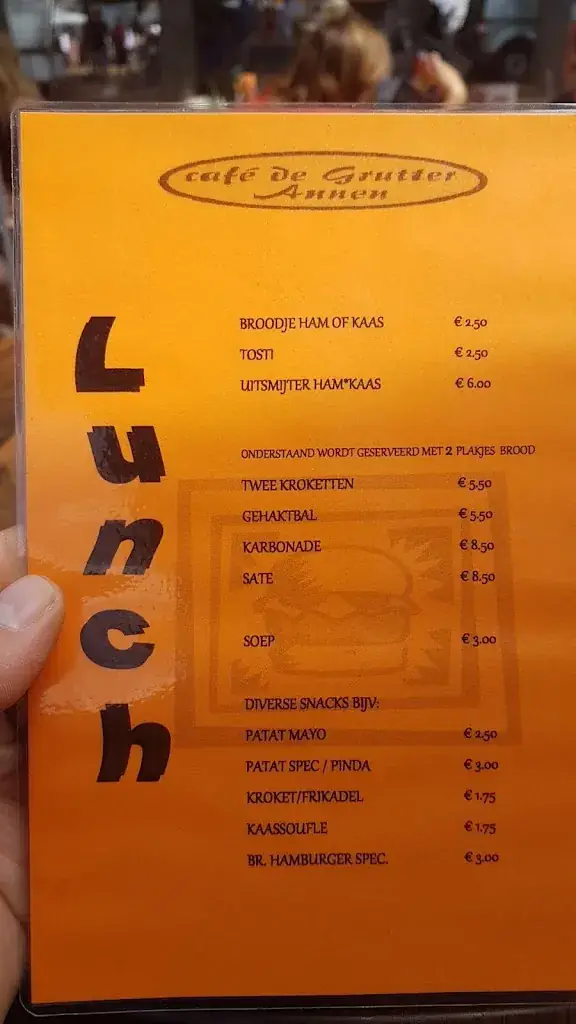 café de Grutter
Annen
Lunch
BROODJE HAM OF KAAS € 2.50
TOSTI € 2.50
UITSMIJTER HAM*KAAS € 6.00
ONDERSTAAND WORDT GESERVEERD MET 2 PLAKJES BROOD
TWEE KROKETTEN € 5.50
GEHAKTBAL € 5.50
KARBONADE € 8.50
SATE € 8.50
SOEP € 3.00
DIVERSE SNACKS BIJV:
PATAT MAYO € 2.50
PATAT SPEC / PINDA € 3.00
KROKET/FRIKADEL € 1.75
KAASSOUFLE € 1.75
BR. HAMBURGER SPEC. € 3.00